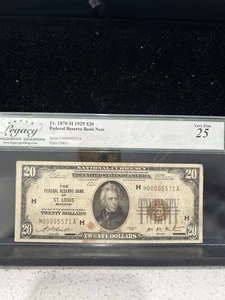 Legacy
Fr. 1870-H 1929 $20
Federal Reserve Bank Note
Very Fine
25
NATIONAL CURRENCY
THE UNITED STATES OF AMERICA
20
20
THE
FEDERAL RESERVE BANK
OF
ST. LOUIS
MISSOURI
TWENTY DOLLARS
H
H
H00005571A
H
H
20
TWENTY DOLLARS
20